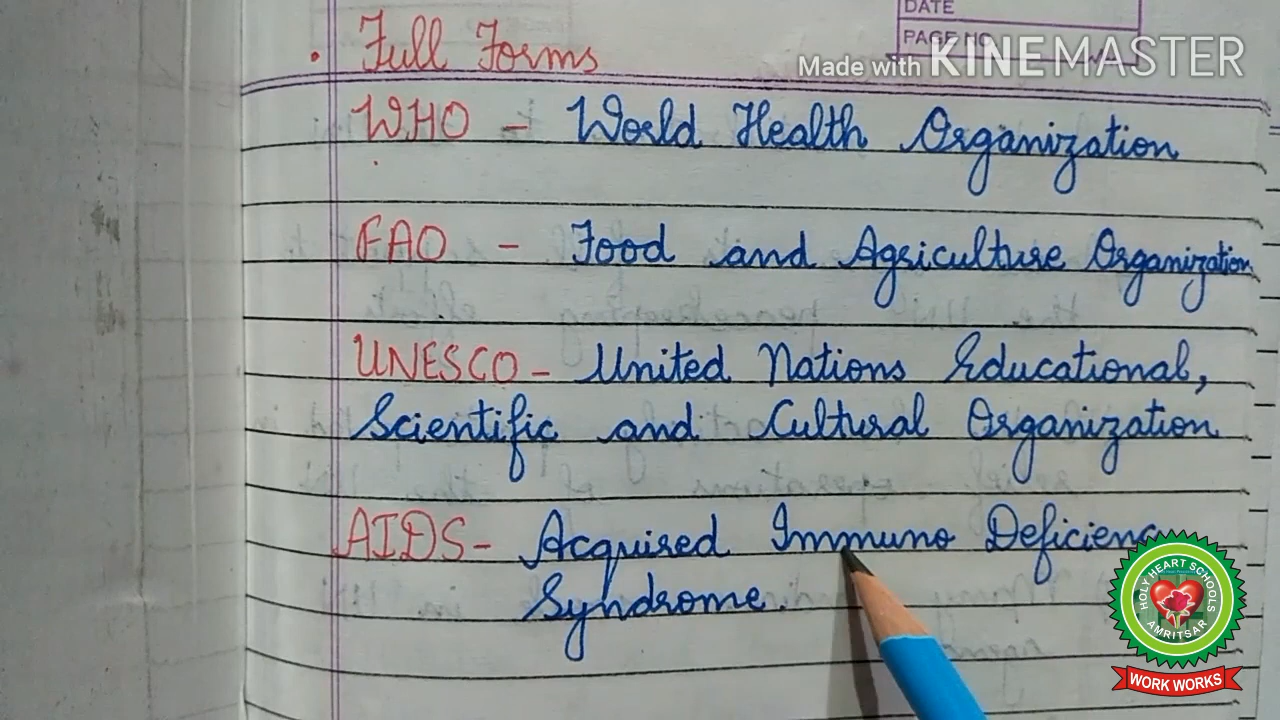 DATE
PAGE NO.
Made with KINEMASTER
. Full Forms
WHO - World Health Organization
FAO - Food and Agriculture Organization
UNESCO - United Nations Educational,
Scientific and Cultural Organization
AIDS - Acquired Immuno Deficiency
Syndrome.
HOLY HEART SCHOOLS
AMRITSAR
WORK WORKS